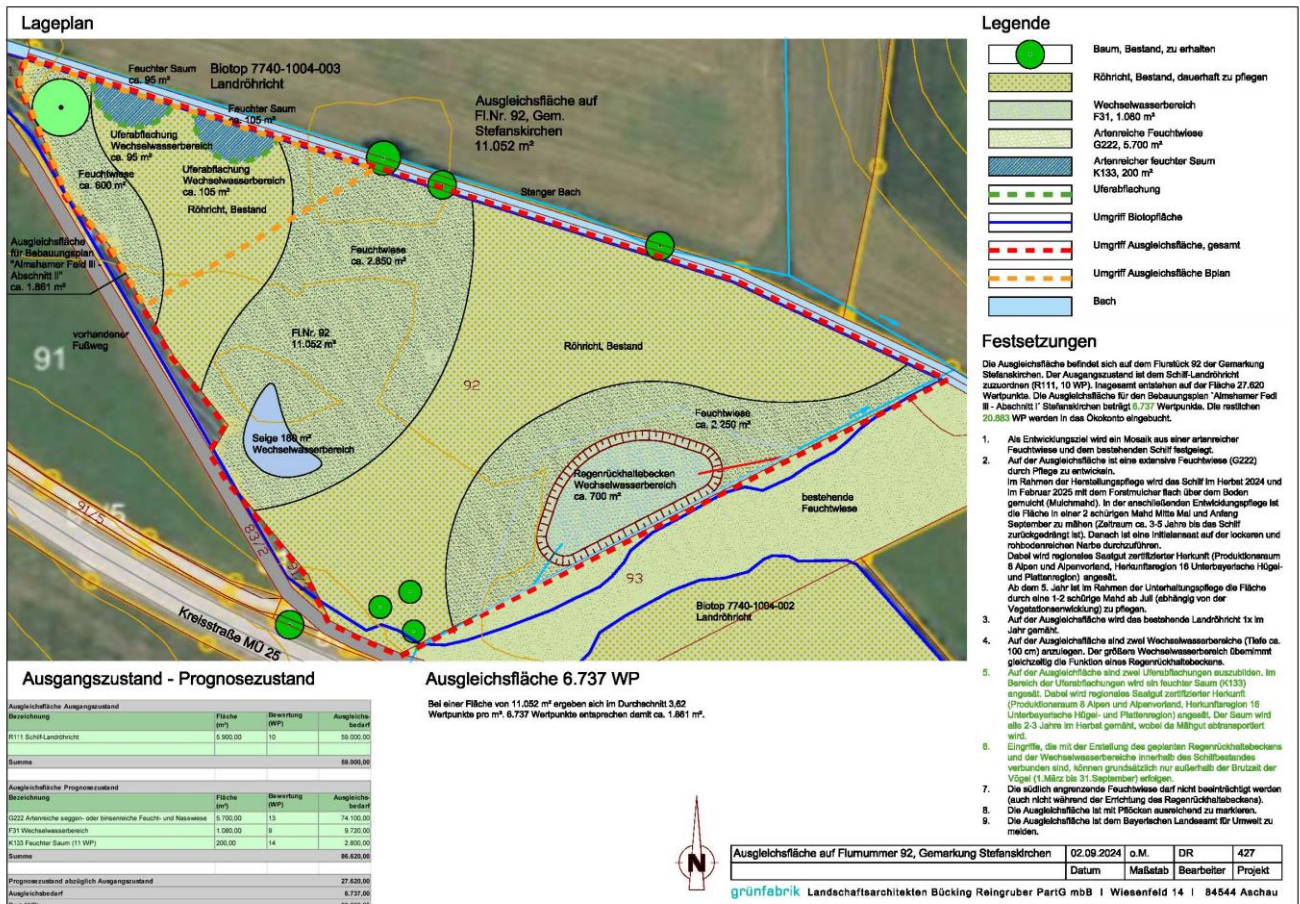 Lageplan
Feuchter Saum
ca. 95 m²
Biotop 7740-1004-003
Landröhricht
Feuchter Saum
ca. 105 m²
Ausgleichsfläche auf
Fl.Nr. 92, Gem.
Stefanskirchen
11.052 m²
Uferabflachung
Wechselwasserbereich
ca. 95 m²
Feuchtwiese
ca. 600 m²
Uferabflachung
Wechselwasserbereich
ca. 105 m²
Röhricht, Bestand
Stenger Bach
Ausgleichsfläche
für Bebauungsplan
"Almshamer Feld III -
Abschnitt II"
ca. 1.861 m²
Feuchtwiese
ca. 2.850 m²
vorhandener
Fußweg
91
Fl.Nr. 92
11.052 m²
Röhricht, Bestand
92
Seige 180 m²
Wechselwasserbereich
Feuchtwiese
ca. 2.250 m²
Regenrückhaltebecken
Wechselwasserbereich
ca. 700 m²
bestehende
Feuchtwiese
91/5
83/2
93
Biotop 7740-1004-002
Landröhricht
Kreisstraße MÜ 25
Legende
Baum, Bestand, zu erhalten
Röhricht, Bestand, dauerhaft zu pflegen
Wechselwasserbereich
F31, 1.080 m²
Artenreiche Feuchtwiese
G222, 5.700 m²
Artenreicher feuchter Saum
K133, 200 m²
Uferabflachung
Umgriff Biotopfläche
Umgriff Ausgleichsfläche, gesamt
Umgriff Ausgleichsfläche Bplan
Bach
Festsetzungen
Die Ausgleichsfläche befindet sich auf dem Flurstück 92 der Gemarkung
Stefanskirchen. Der Ausgangszustand ist dem Schilf-Landröhricht
zuzuordnen (R111, 10 WP). Insgesamt entstehen auf der Fläche 27.620
Wertpunkte. Die Ausgleichsfläche für den Bebauungsplan 'Almshamer Fedl
III - Abschnitt I' Stefanskirchen beträgt 6.737 Wertpunkte. Die restlichen
20.883 WP werden in das Ökokonto eingebucht.
1. Als Entwicklungsziel wird ein Mosaik aus einer artenreicher
Feuchtwiese und dem bestehenden Schilf festgelegt.
2. Auf der Ausgleichsfläche ist eine extensive Feuchtwiese (G222)
durch Pflege zu entwickeln.
Im Rahmen der Herstellungspflege wird das Schilf im Herbst 2024 und
im Februar 2025 mit dem Forstmulcher flach über dem Boden
gemulcht (Mulchmahd). In der anschließenden Entwicklungspflege ist
die Fläche in einer 2 schürigen Mahd Mitte Mai und Anfang
September zu mähen (Zeitraum ca. 3-5 Jahre bis das Schilf
zurückgedrängt ist). Danach ist eine Initialansaat auf der lockeren und
rohbodenreichen Narbe durchzuführen.
Dabei wird regionales Saatgut zertifizierter Herkunft (Produktionsraum
8 Alpen und Alpenvorland, Herkunftsregion 16 Unterbayerische Hügel-
und Plattenregion) angesät.
Ab dem 5. Jahr ist im Rahmen der Unterhaltungspflege die Fläche
durch eine 1-2 schürige Mahd ab Juli (abhängig von der
Vegetationsenwicklung) zu pflegen.
3. Auf der Ausgleichsfläche wird das bestehende Landröhricht 1x im
Jahr gemäht.
4. Auf der Ausgleichsfläche sind zwei Wechselwasserbereiche (Tiefe ca.
100 cm) anzulegen. Der größere Wechselwasserbereich übernimmt
gleichzeitig die Funktion eines Regenrückhaltebeckens.
5. Auf der Ausgleichsfläche sind zwei Uferabflachungen auszubilden. Im
Bereich der Uferabflachungen wird ein feuchter Saum (K133)
angesät. Dabei wird regionales Saatgut zertifizierter Herkunft
(Produktionsraum 8 Alpen und Alpenvorland, Herkunftsregion 16
Unterbayerische Hügel- und Plattenregion) angesät. Der Saum wird
alle 2-3 Jahre im Herbst gemäht, wobei da Mähgut abtransportiert
wird.
6. Eingriffe, die mit der Erstellung des geplanten Regenrückhaltebeckens
und der Wechselwasserbereiche innerhalb des Schilfbestandes
verbunden sind, können grundsätzlich nur außerhalb der Brutzeit der
Vögel (1.März bis 31.September) erfolgen.
7. Die südlich angrenzende Feuchtwiese darf nicht beeinträchtigt werden
(auch nicht während der Errichtung des Regenrückhaltebeckens).
8. Die Ausgleichsfläche ist mit Pflöcken ausreichend zu markieren.
9. Die Ausgleichsfläche ist dem Bayerischen Landesamt für Umwelt zu
melden.
Ausgangszustand - Prognosezustand
Ausgleichsfläche Ausgangszustand
Bezeichnung Fläche (m²) Bewertung (WP) Ausgleichsbedarf
R111 Schilf-Landröhricht 5.900,00 10 59.000,00
Summe 59.000,00
Ausgleichsfläche Prognosezustand
Bezeichnung Fläche (m²) Bewertung (WP) Ausgleichsbedarf
G222 Artenreiche seggen- oder binsenreiche Feucht- und Nasswiese 5.700,00 13 74.100,00
F31 Wechselwasserbereich 1.080,00 9 9.720,00
K133 Feuchter Saum (11 WP) 200,00 14 2.800,00
Summe 86.620,00
Prognosezustand abzüglich Ausgangszustand 27.620,00
Ausgleichsbedarf 6.737,00
Ausgleichsfläche 6.737 WP
Bei einer Fläche von 11.052 m² ergeben sich im Durchschnitt 3,62
Wertpunkte pro m². 6.737 Wertpunkte entsprechen damit ca. 1.861 m².
N
Ausgleichsfläche auf Flurnummer 92, Gemarkung Stefanskirchen 02.09.2024 o.M. DR 427
Datum Maßstab Bearbeiter Projekt
grünfabrik Landschaftsarchitekten Bücking Reingruber PartG mbB I Wiesenfeld 14 I 84544 Aschau